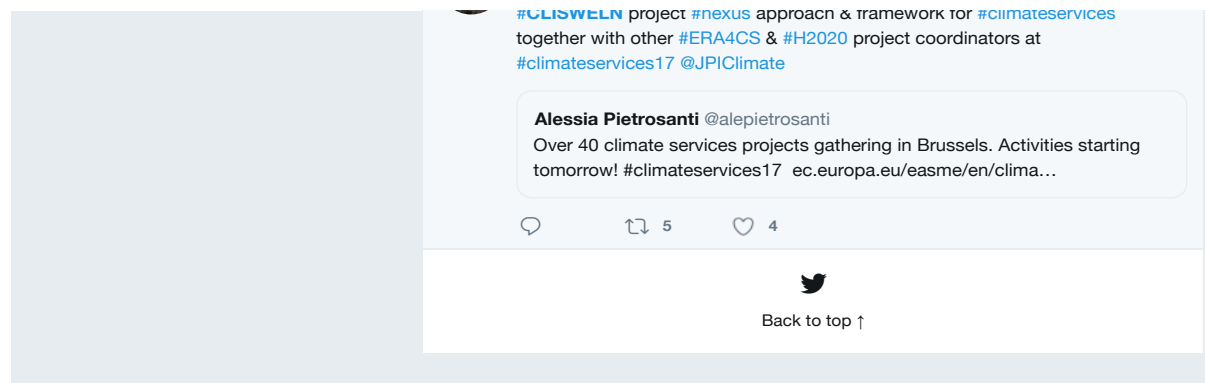 #CLISWELN project #nexus approach & framework for #climateservices
together with other #ERA4CS & #H2020 project coordinators at
#climateservices17 @JPIClimate
Alessia Pietrosanti @alepietrosanti
Over 40 climate services projects gathering in Brussels. Activities starting
tomorrow! #climateservices17 ec.europa.eu/easme/en/clima…
5 4
Back to top ↑